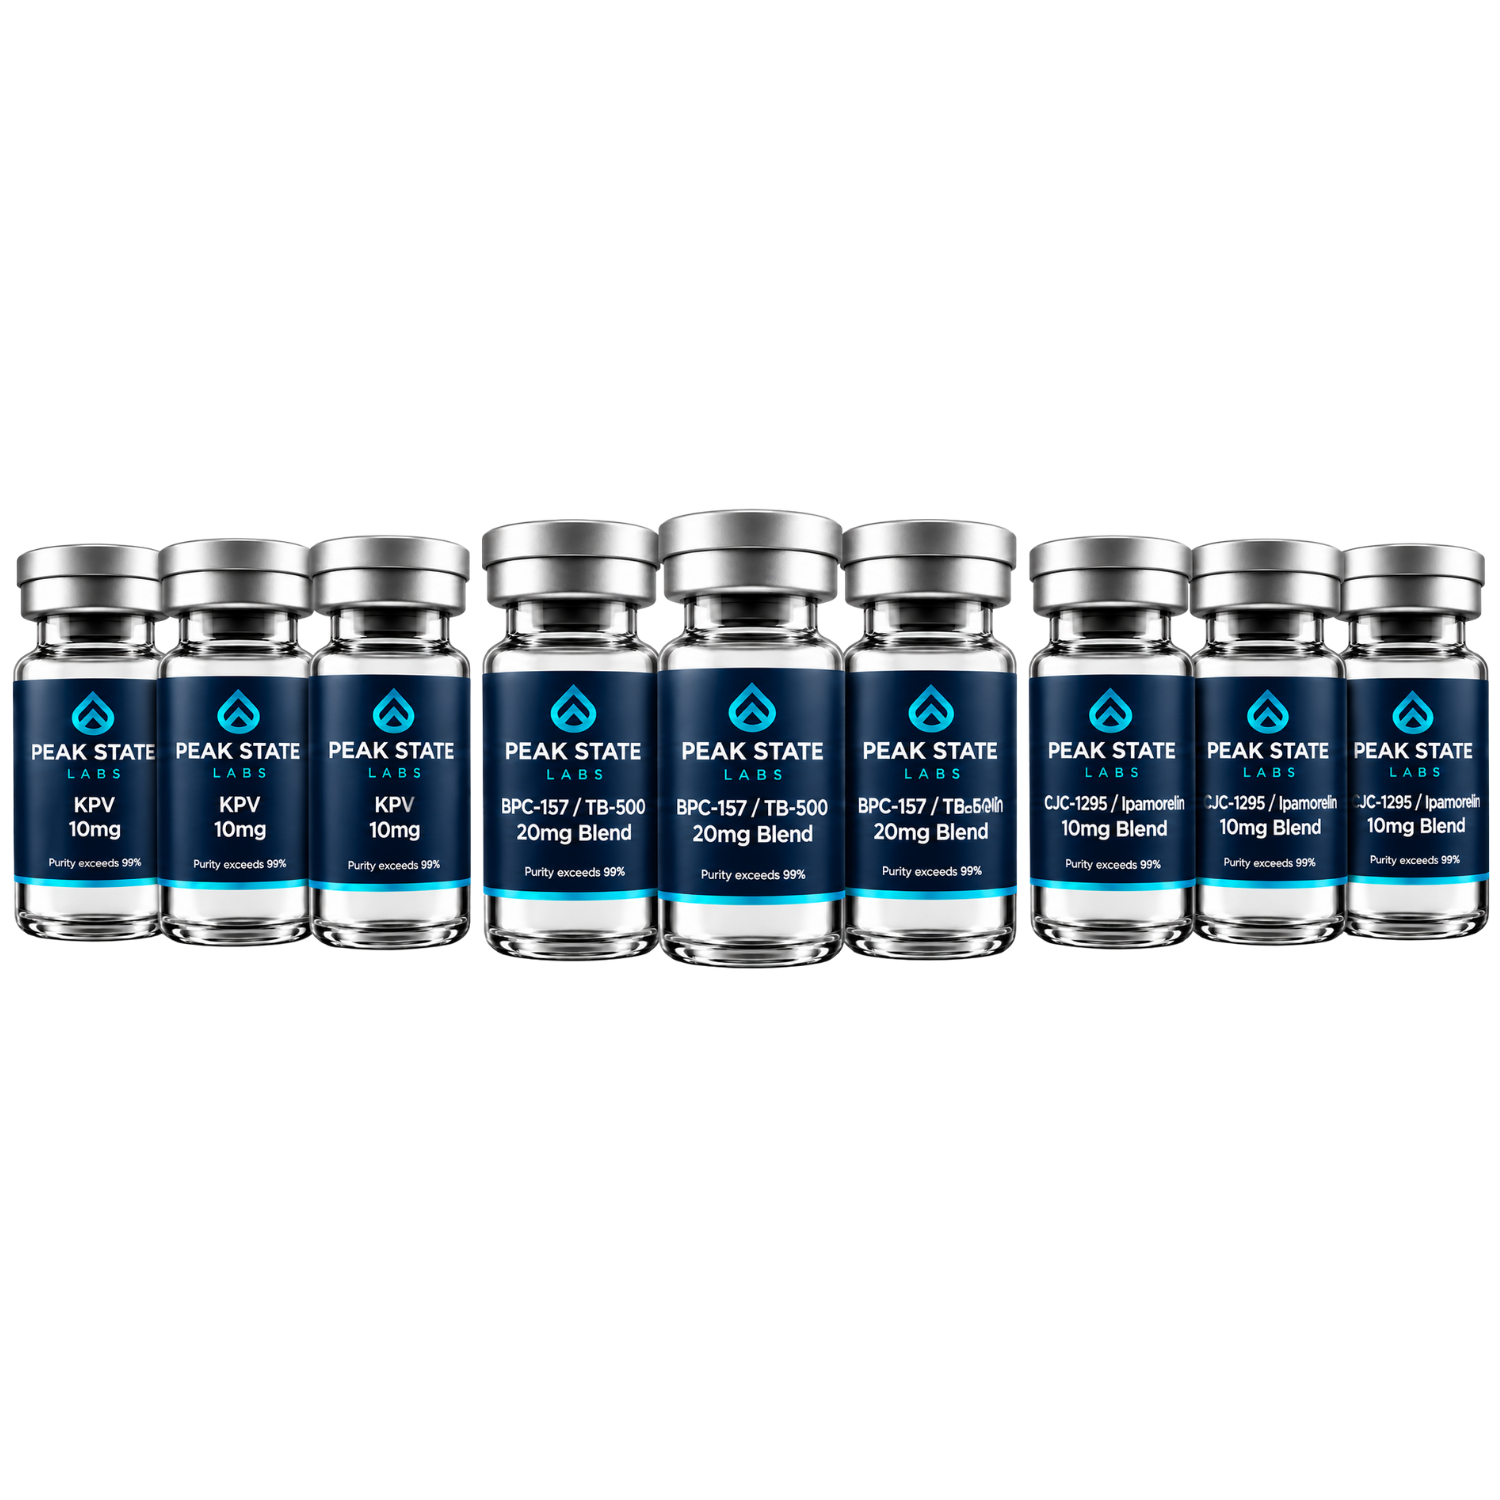 PEAK STATE
LABS
KPV
10mg
Purity exceeds 99%
PEAK STATE
LABS
KPV
10mg
Purity exceeds 99%
PEAK STATE
LABS
KPV
10mg
Purity exceeds 99%
PEAK STATE
LABS
BPC-157 / TB-500
20mg Blend
Purity exceeds 99%
PEAK STATE
LABS
BPC-157 / TB-500
20mg Blend
Purity exceeds 99%
PEAK STATE
LABS
BPC-157 /
20mg Blend
Purity exceeds 99%
PEAK STATE
LABS
CJC-1295 / Ipamorelin
10mg Blend
Purity exceeds 99%
PEAK STATE
LABS
CJC-1295 / Ipamorelin
10mg Blend
Purity exceeds 99%
PEAK STATE
LABS
CJC-1295 / Ipamorelin
10mg Blend
Purity exceeds 99%